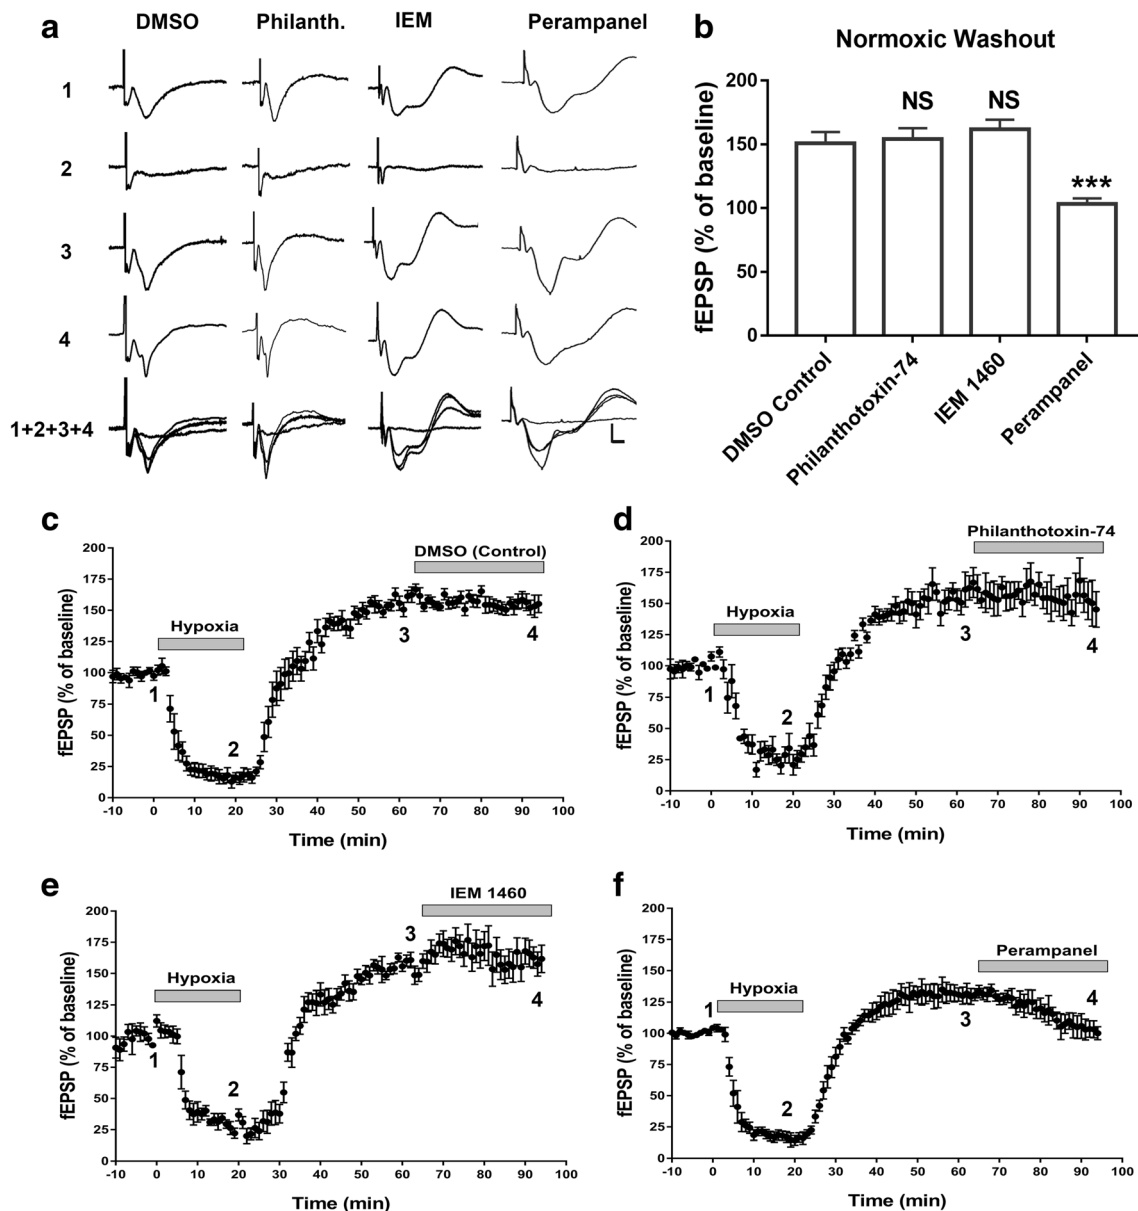 a
DMSO
Philanth.
IEM
Perampanel
1
2
3
4
1+2+3+4
b
Normoxic Washout
fEPSP (% of baseline)
200
150
100
50
0
NS
NS
***
DMSO Control
Philanthotoxin-74
IEM 1460
Perampanel
c
fEPSP (% of baseline)
200
175
150
125
100
75
50
25
0
DMSO (Control)
Hypoxia
1
2
3
4
-10 0 10 20 30 40 50 60 70 80 90 100
Time (min)
d
fEPSP (% of baseline)
200
175
150
125
100
75
50
25
0
Philanthotoxin-74
Hypoxia
1
2
3
4
-10 0 10 20 30 40 50 60 70 80 90 100
Time (min)
e
fEPSP (% of baseline)
200
175
150
125
100
75
50
25
0
IEM 1460
Hypoxia
1
2
3
4
-10 0 10 20 30 40 50 60 70 80 90 100
Time (min)
f
fEPSP (% of baseline)
200
175
150
125
100
75
50
25
0
Perampanel
Hypoxia
1
2
3
4
-10 0 10 20 30 40 50 60 70 80 90 100
Time (min)